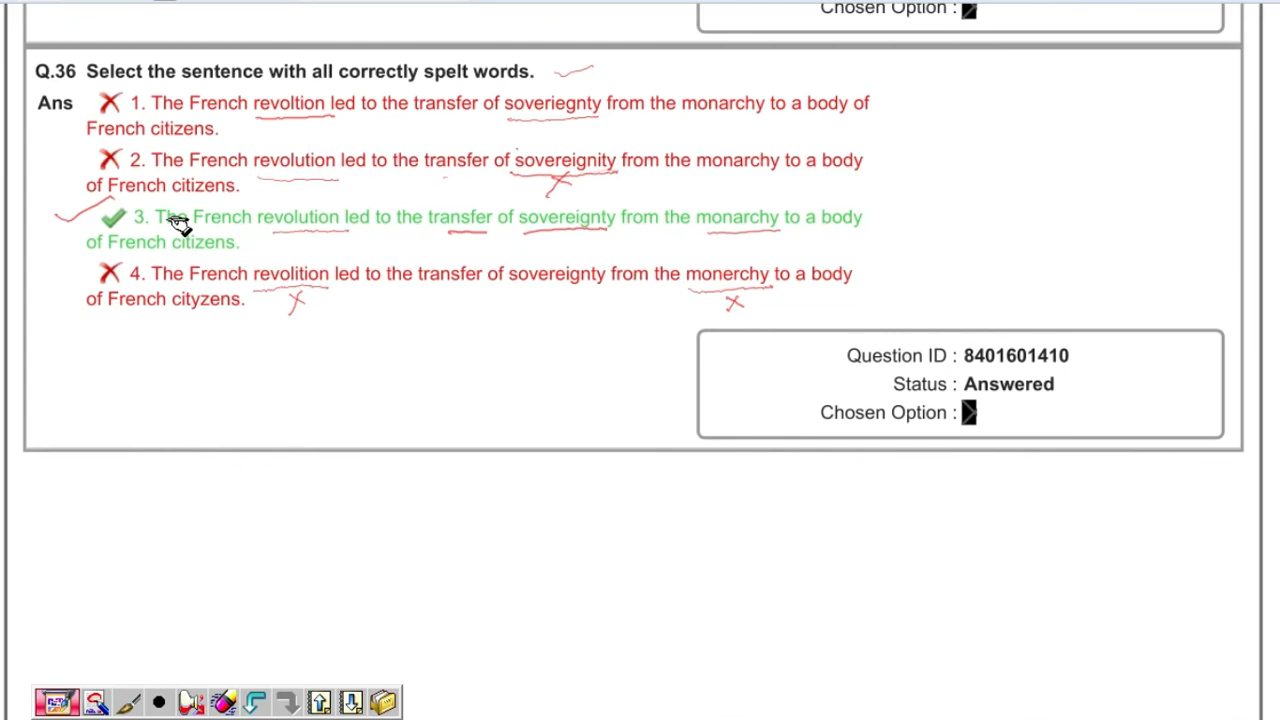 Chosen Option :
Q.36 Select the sentence with all correctly spelt words.
Ans 1. The French revoltion led to the transfer of soveriegnty from the monarchy to a body of
French citizens.
2. The French revolution led to the transfer of sovereignity from the monarchy to a body
of French citizens.
3. The French revolution led to the transfer of sovereignty from the monarchy to a body
of French citizens.
4. The French revolition led to the transfer of sovereignty from the monerchy to a body
of French cityzens.
Question ID : 8401601410
Status : Answered
Chosen Option :